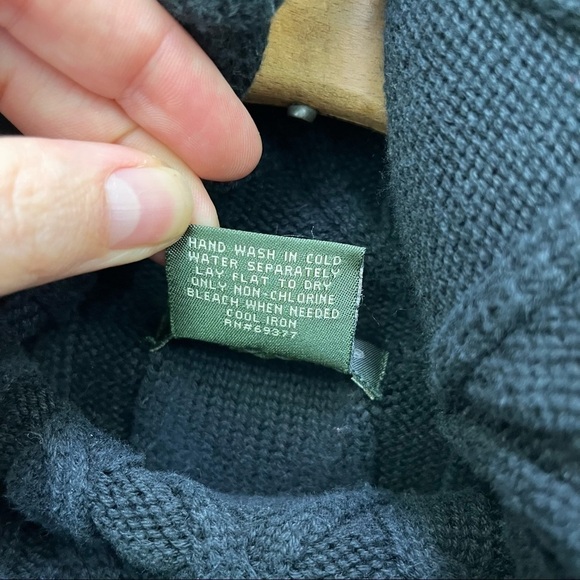 HAND WASH IN COLD
WATER SEPARATELY
LAY FLAT TO DRY
ONLY NON-CHLORINE
BLEACH WHEN NEEDED
COOL IRON
RN#69377